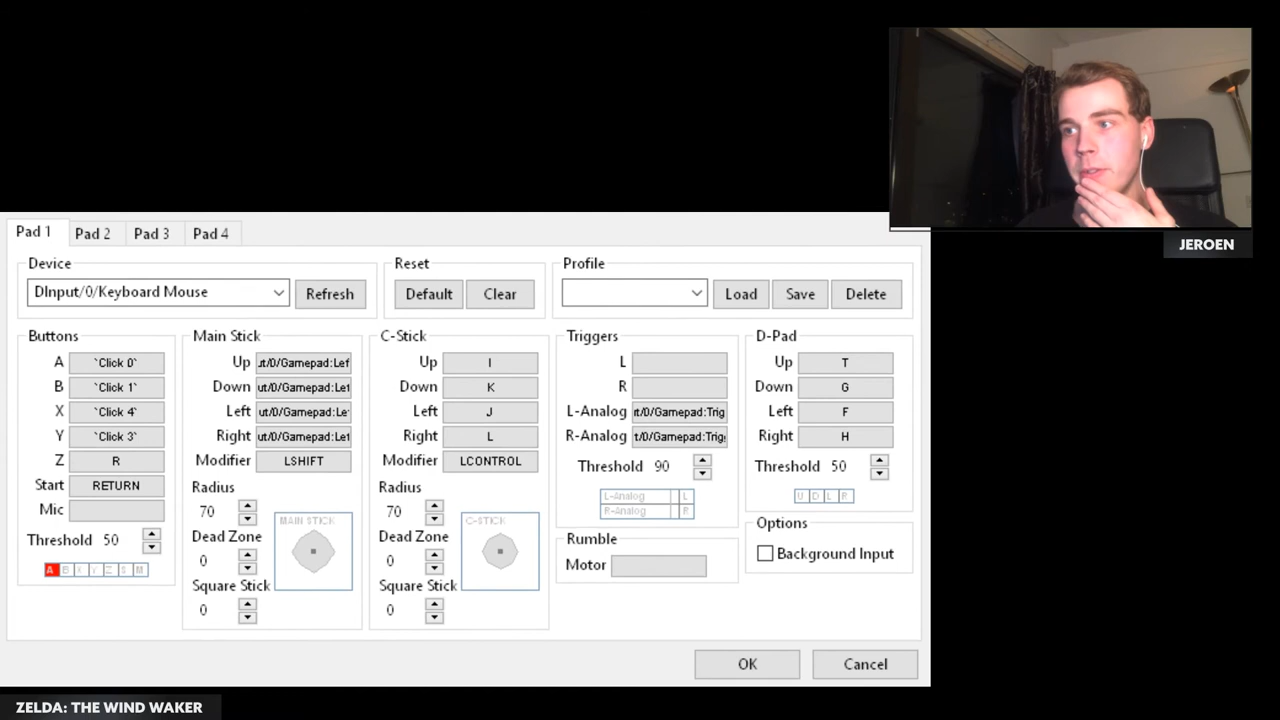 JEROEN
Pad 1 Pad 2 Pad 3 Pad 4
Device
DInput/0/Keyboard Mouse
Refresh
Reset
Default Clear
Profile
Load Save Delete
Buttons
A `Click 0`
B `Click 1`
X `Click 4`
Y `Click 3`
Z R
Start RETURN
Mic
Threshold 50
A B X Y Z S M
Main Stick
Up ut/0/Gamepad:Lef
Down ut/0/Gamepad:Lef
Left ut/0/Gamepad:Le
Right ut/0/Gamepad:Lef
Modifier LSHIFT
Radius
70
MAIN STICK
Dead Zone
0
Square Stick
0
C-Stick
Up I
Down K
Left J
Right L
Modifier LCONTROL
Radius
70
C-STICK
Dead Zone
0
Square Stick
0
Triggers
L
R
L-Analog t/0/Gamepad:Trig
R-Analog t/0/Gamepad:Trig
Threshold 90
L-Analog L
R-Analog R
Rumble
Motor
D-Pad
Up T
Down G
Left F
Right H
Threshold 50
U D L R
Options
Background Input
OK Cancel
ZELDA: THE WIND WAKER